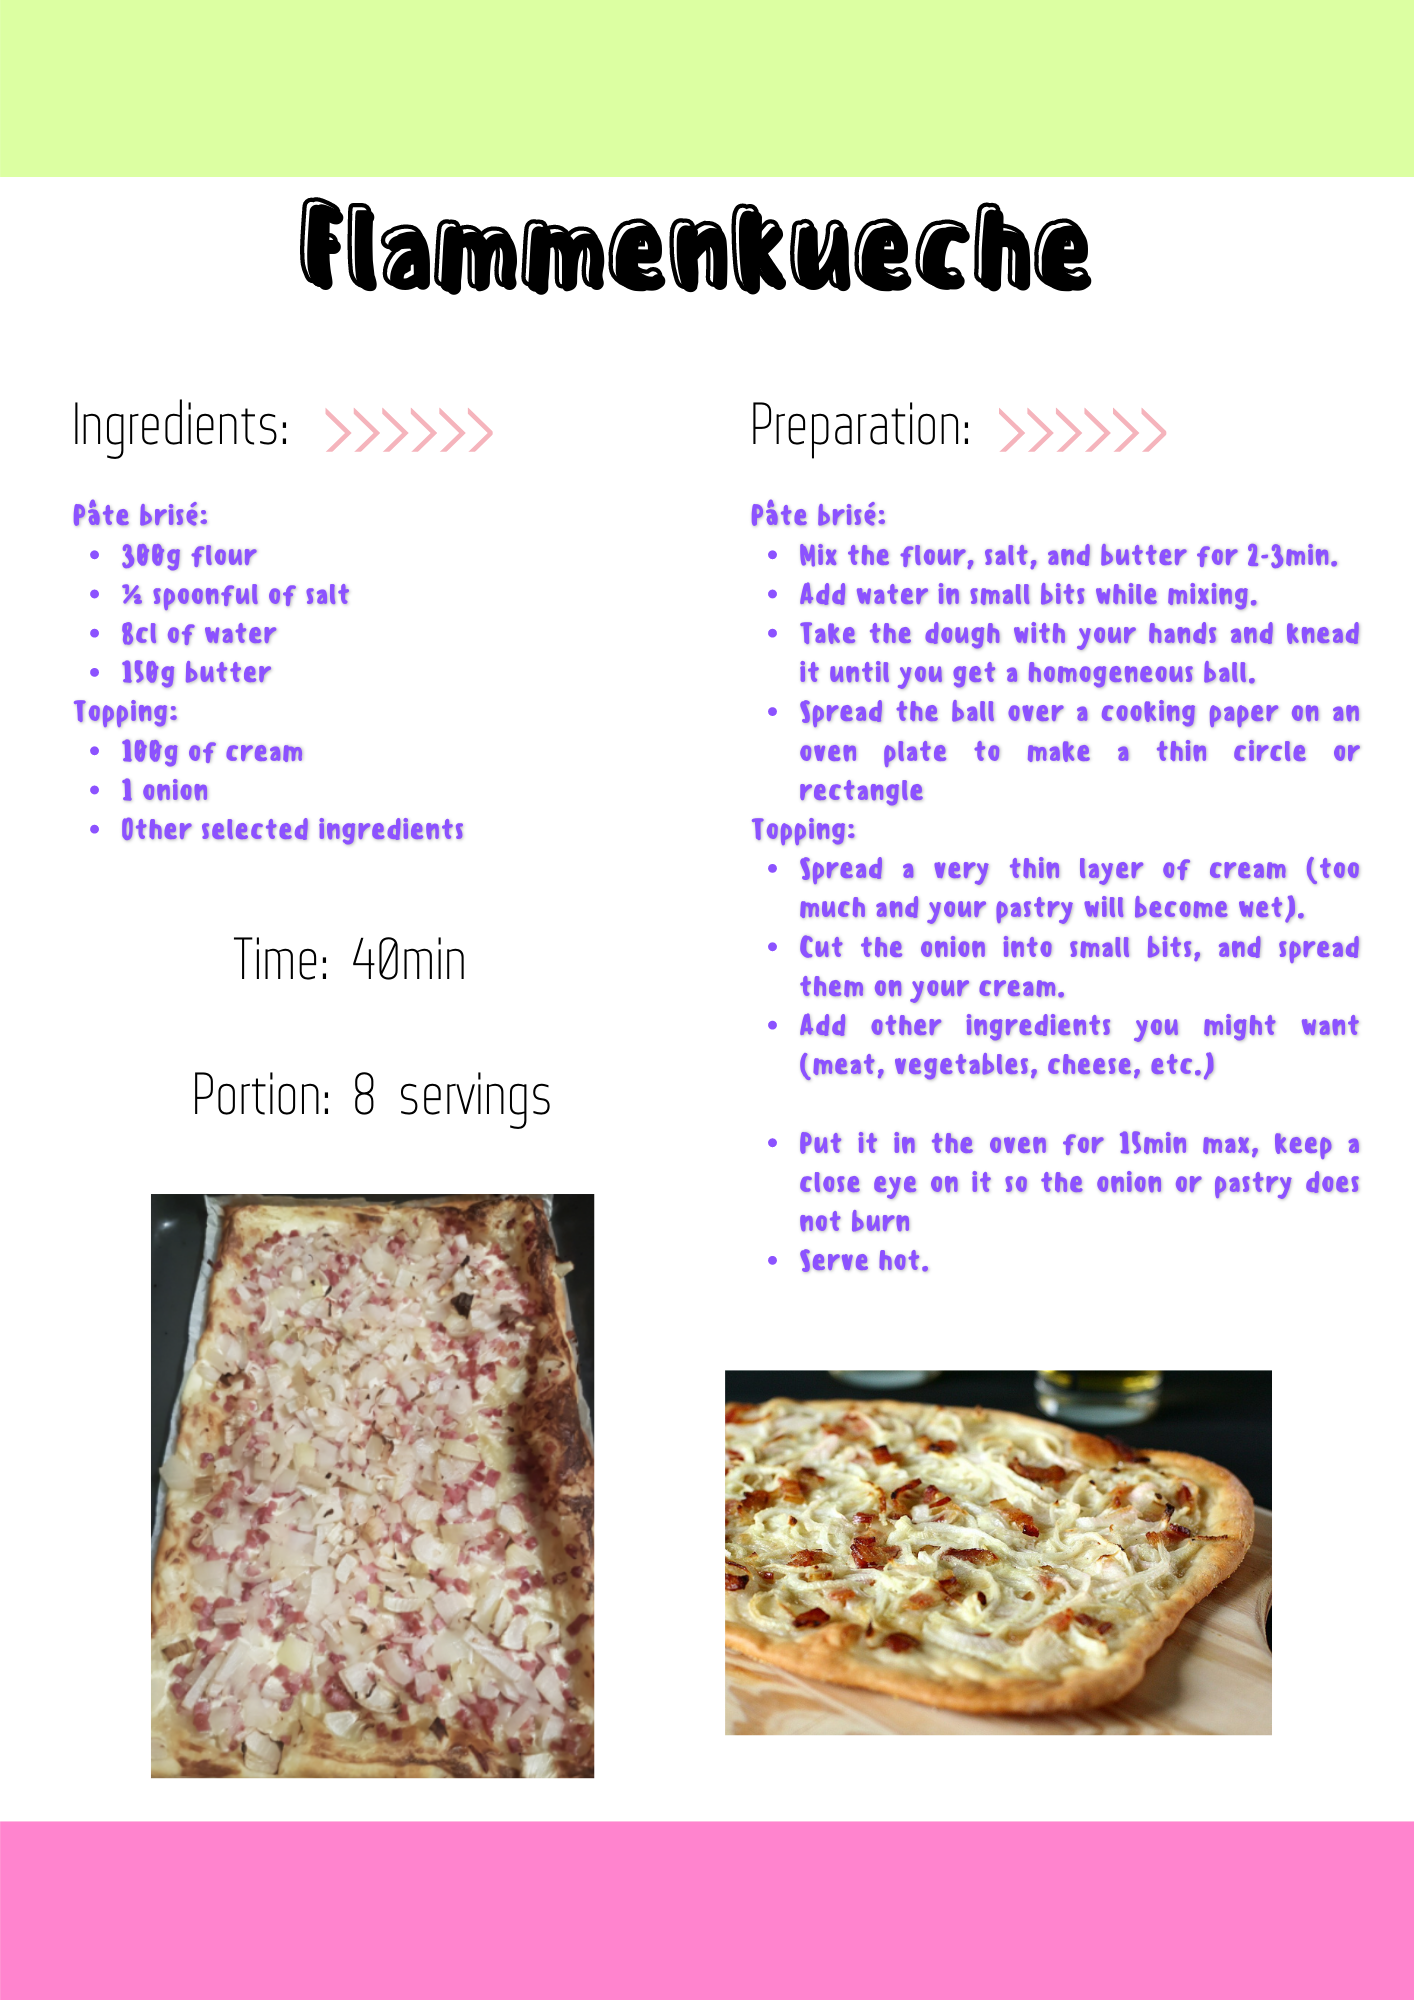 Flammenkueche
Ingredients:
Pâte brisé:
• 300g flour
• ½ spoonful of salt
• 8cl of water
• 150g butter
Topping:
• 100g of cream
• 1 onion
• Other selected ingredients
Time: 40min
Portion: 8 servings
Preparation:
Pâte brisé:
• Mix the flour, salt, and butter for 2-3min.
• Add water in small bits while mixing.
• Take the dough with your hands and knead
it until you get a homogeneous ball.
• Spread the ball over a cooking paper on an
oven plate to make a thin circle or
rectangle
Topping:
• Spread a very thin layer of cream (too
much and your pastry will become wet).
• Cut the onion into small bits, and spread
them on your cream.
• Add other ingredients you might want
(meat, vegetables, cheese, etc.)
• Put it in the oven for 15min max, keep a
close eye on it so the onion or pastry does
not burn
• Serve hot.